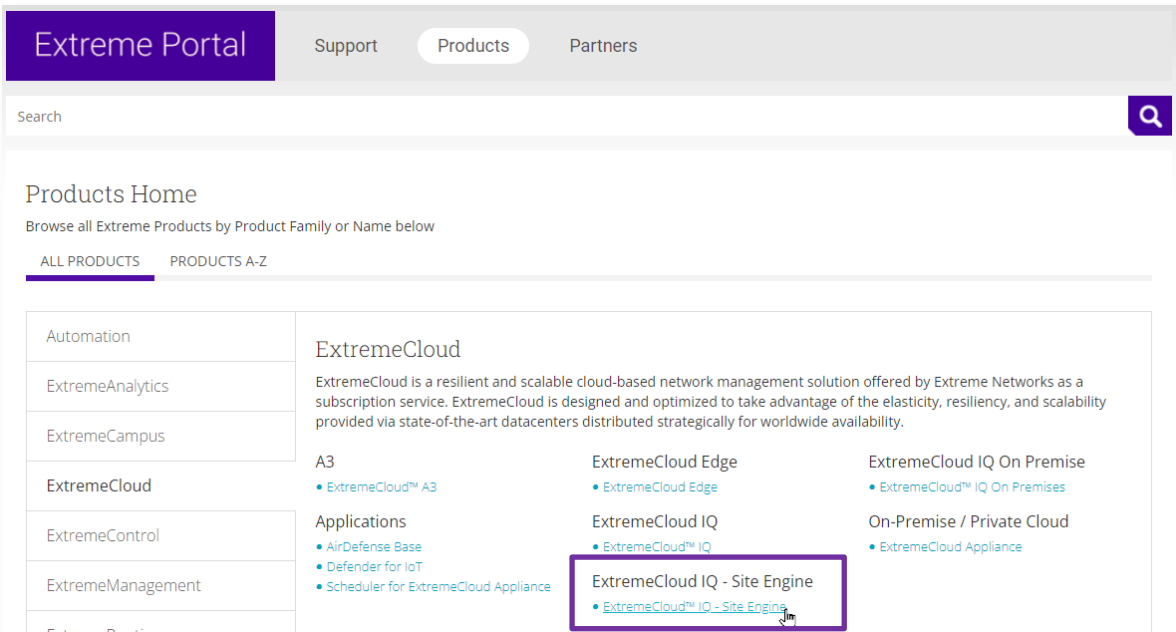 Extreme Portal
Support
Products
Partners
Search
Products Home
Browse all Extreme Products by Product Family or Name below
ALL PRODUCTS
PRODUCTS A-Z
Automation
ExtremeAnalytics
ExtremeCampus
ExtremeCloud
ExtremeControl
ExtremeManagement
ExtremeCloud
ExtremeCloud is a resilient and scalable cloud-based network management solution offered by Extreme Networks as a
subscription service. ExtremeCloud is designed and optimized to take advantage of the elasticity, resiliency, and scalability
provided via state-of-the-art datacenters distributed strategically for worldwide availability.
A3
• ExtremeCloud™ A3
Applications
• AirDefense Base
• Defender for IoT
• Scheduler for ExtremeCloud Appliance
ExtremeCloud Edge
• ExtremeCloud Edge
ExtremeCloud IQ
• ExtremeCloud™ IQ
ExtremeCloud IQ - Site Engine
• ExtremeCloud™ IQ - Site Engine
ExtremeCloud IQ On Premise
• ExtremeCloud™ IQ On Premises
On-Premise / Private Cloud
• ExtremeCloud Appliance